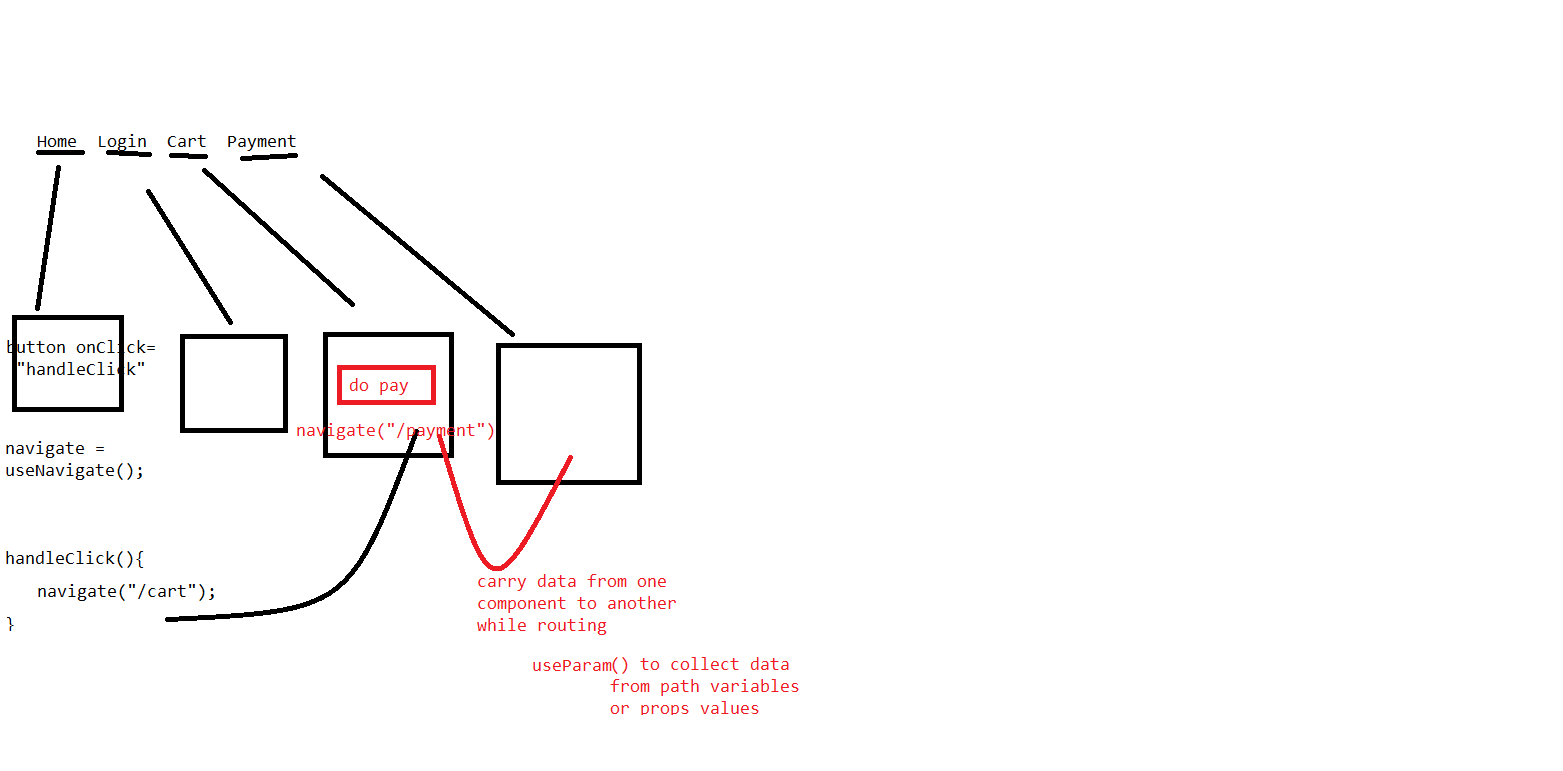 Home Login Cart Payment
button onClick=
"handleClick"
do pay
navigate("/payment")
navigate =
useNavigate();
handleClick(){
navigate("/cart");
}
carry data from one
component to another
while routing
useParam() to collect data
from path variables
or props values